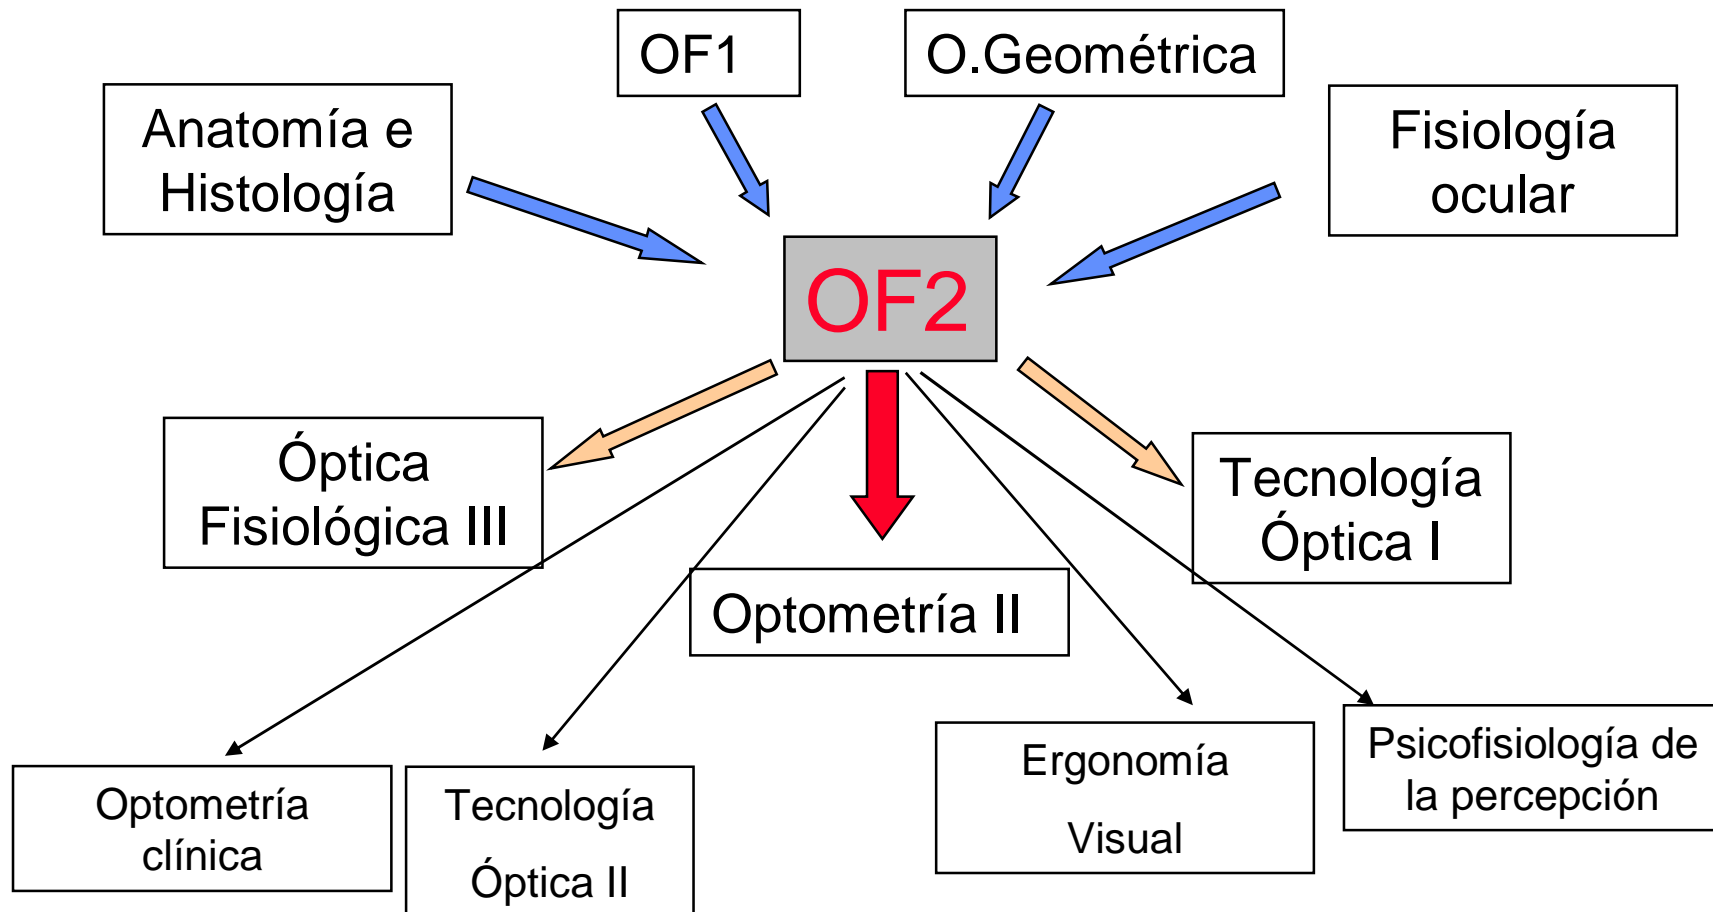 OF1
O.Geométrica
Anatomía e
Histología
Fisiología
ocular
OF2
Óptica
Fisiológica III
Tecnología
Óptica I
Optometría II
Optometría
clínica
Tecnología
Óptica II
Ergonomía
Visual
Psicofisiología de
la percepción